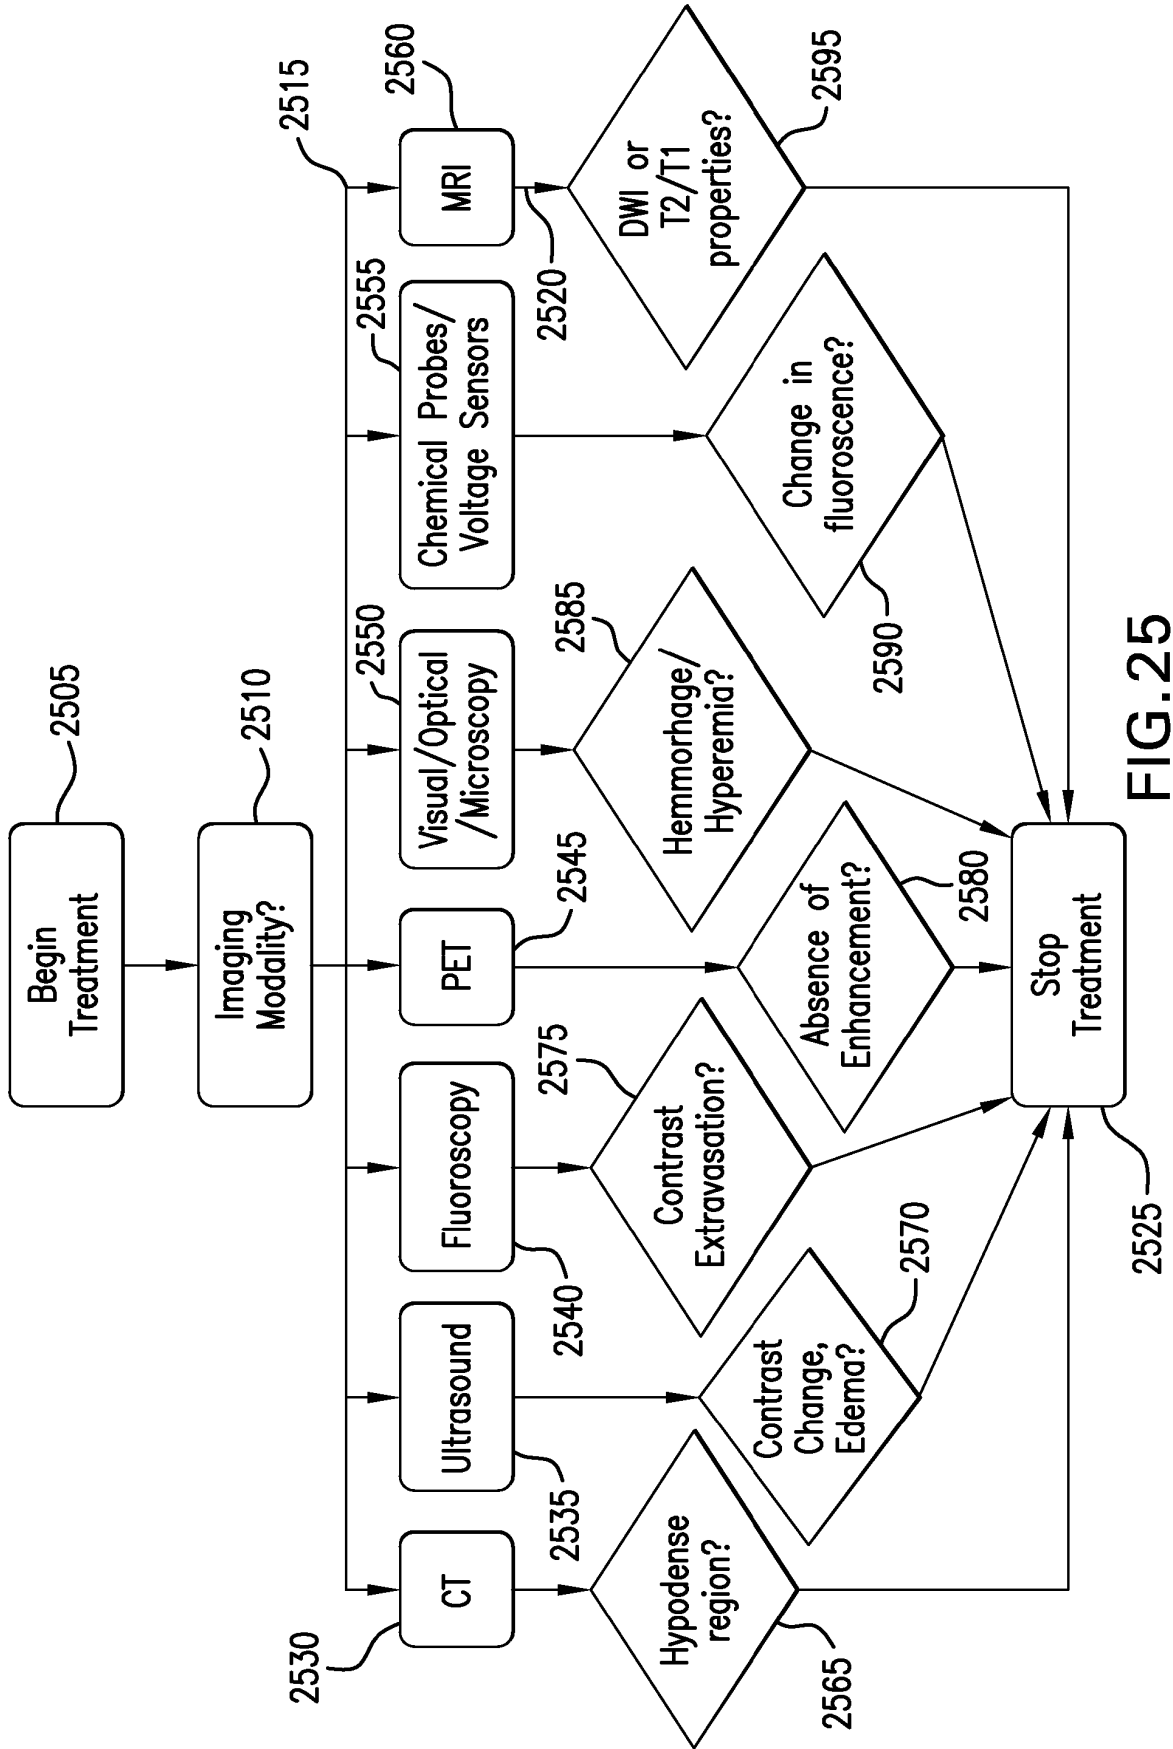 Begin
Treatment
2505
Imaging
Modality?
2510
2515
2530
CT
Ultrasound
2535
Fluoroscopy
2540
PET
2545
Visual/Optical
/Microscopy
2550
Chemical Probes/
Voltage Sensors
2555
MRI
2560
2520
Hypodense
region?
2565
Contrast
Change,
Edema?
2570
Contrast
Extravasation?
2575
Absence of
Enhancement?
2580
Hemmorhage/
Hyperemia?
2585
Change in
fluoroscence?
2590
DWI or
T2/T1
properties?
2595
Stop
Treatment
2525
FIG.25